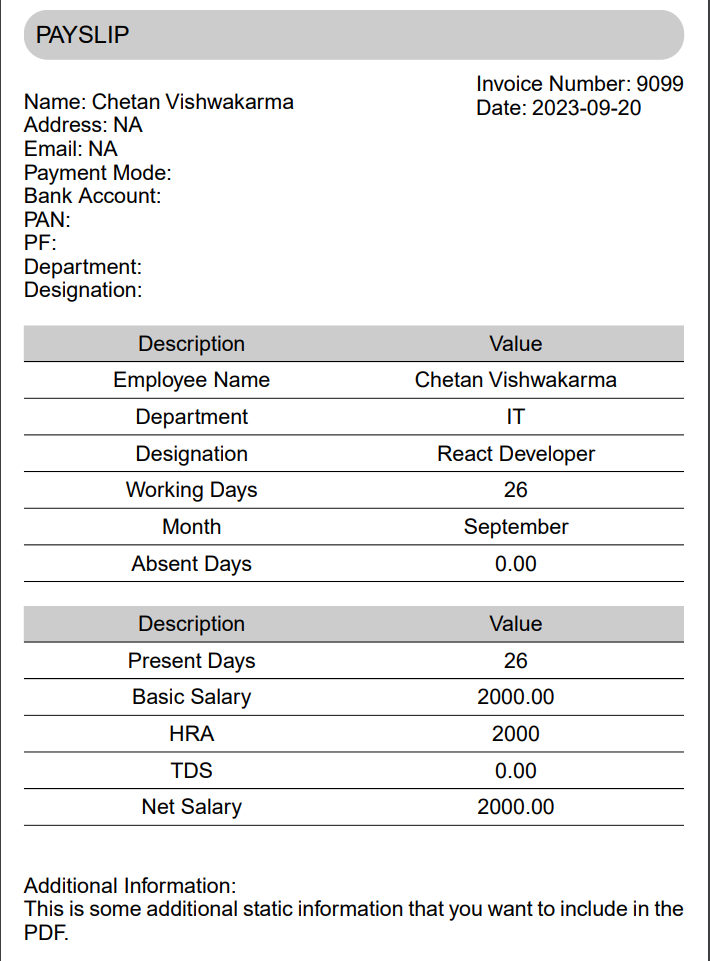 PAYSLIP
Invoice Number: 9099
Date: 2023-09-20
Name: Chetan Vishwakarma
Address: NA
Email: NA
Payment Mode:
Bank Account:
PAN:
PF:
Department:
Designation:
Description Value
Employee Name Chetan Vishwakarma
Department IT
Designation React Developer
Working Days 26
Month September
Absent Days 0.00
Description Value
Present Days 26
Basic Salary 2000.00
HRA 2000
TDS 0.00
Net Salary 2000.00
Additional Information:
This is some additional static information that you want to include in the
PDF.